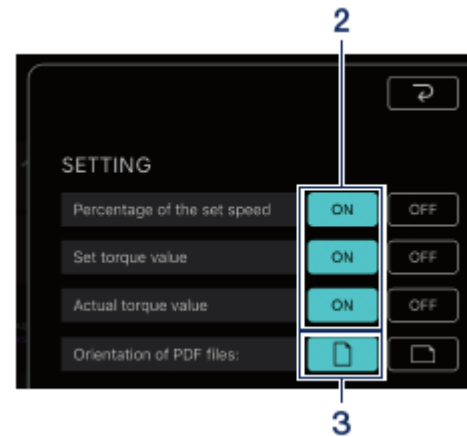 2
SETTING
Percentage of the set speed ON OFF
Set torque value ON OFF
Actual torque value ON OFF
Orientation of PDF files:
3